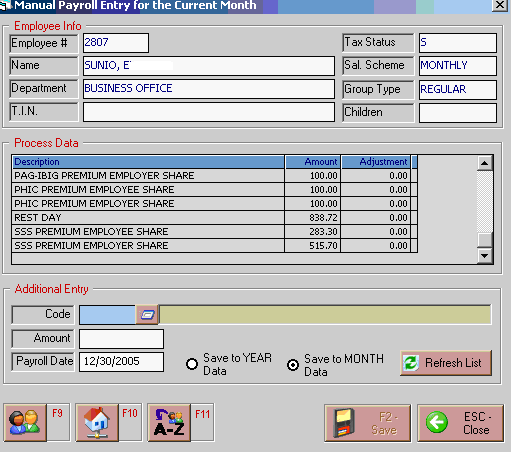 Manual Payroll Entry for the Current Month
Employee Info
Employee # 2807 Tax Status S
Name SUNIO, E Sal. Scheme MONTHLY
Department BUSINESS OFFICE Group Type REGULAR
T.I.N. Children
Process Data
Description Amount Adjustment
PAG-IBIG PREMIUM EMPLOYER SHARE 100.00 0.00
PHIC PREMIUM EMPLOYEE SHARE 100.00 0.00
PHIC PREMIUM EMPLOYER SHARE 100.00 0.00
REST DAY 838.72 0.00
SSS PREMIUM EMPLOYEE SHARE 283.30 0.00
SSS PREMIUM EMPLOYER SHARE 515.70 0.00
Additional Entry
Code
Amount
Payroll Date 12/30/2005 Save to YEAR Data Save to MONTH Data Refresh List
F9 F10 A-Z F11 F2 - Save ESC - Close